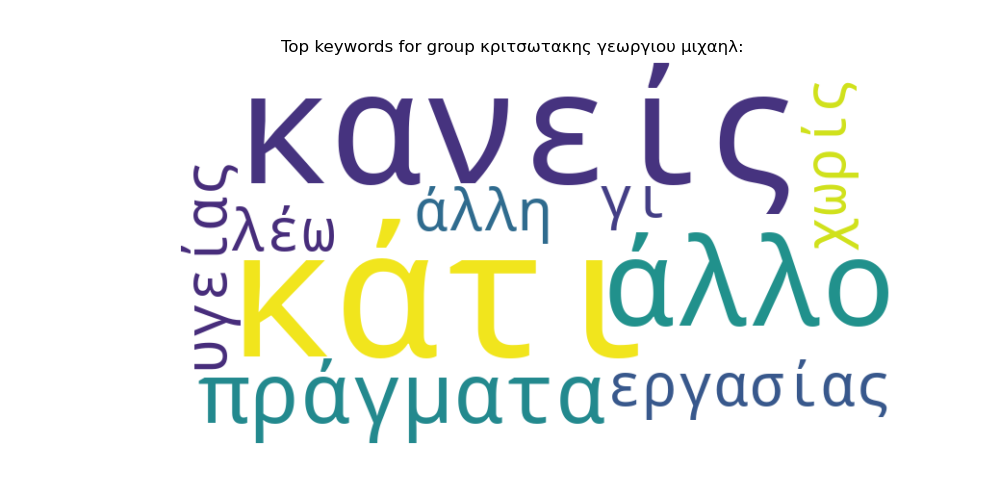 Top keywords for group κριτσωτακης γεωργιου μιχαηλ:
κανείς
χωρίς
υγείας
λέω
άλλη
γι
κάτι
άλλο
πράγματα
εργασίας